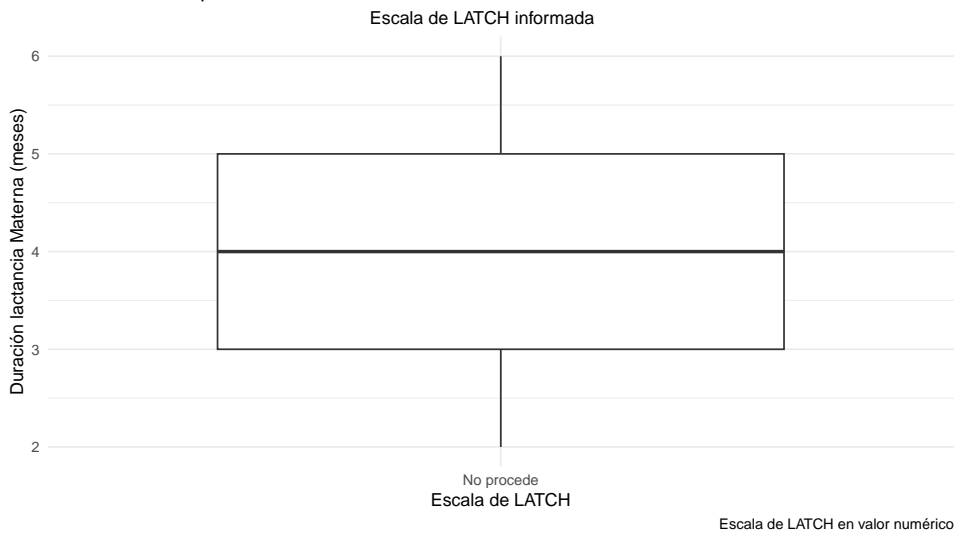 Escala de LATCH informada
6
5
4
3
2
Duración lactancia Materna (meses)
No procede
Escala de LATCH
Escala de LATCH en valor numérico